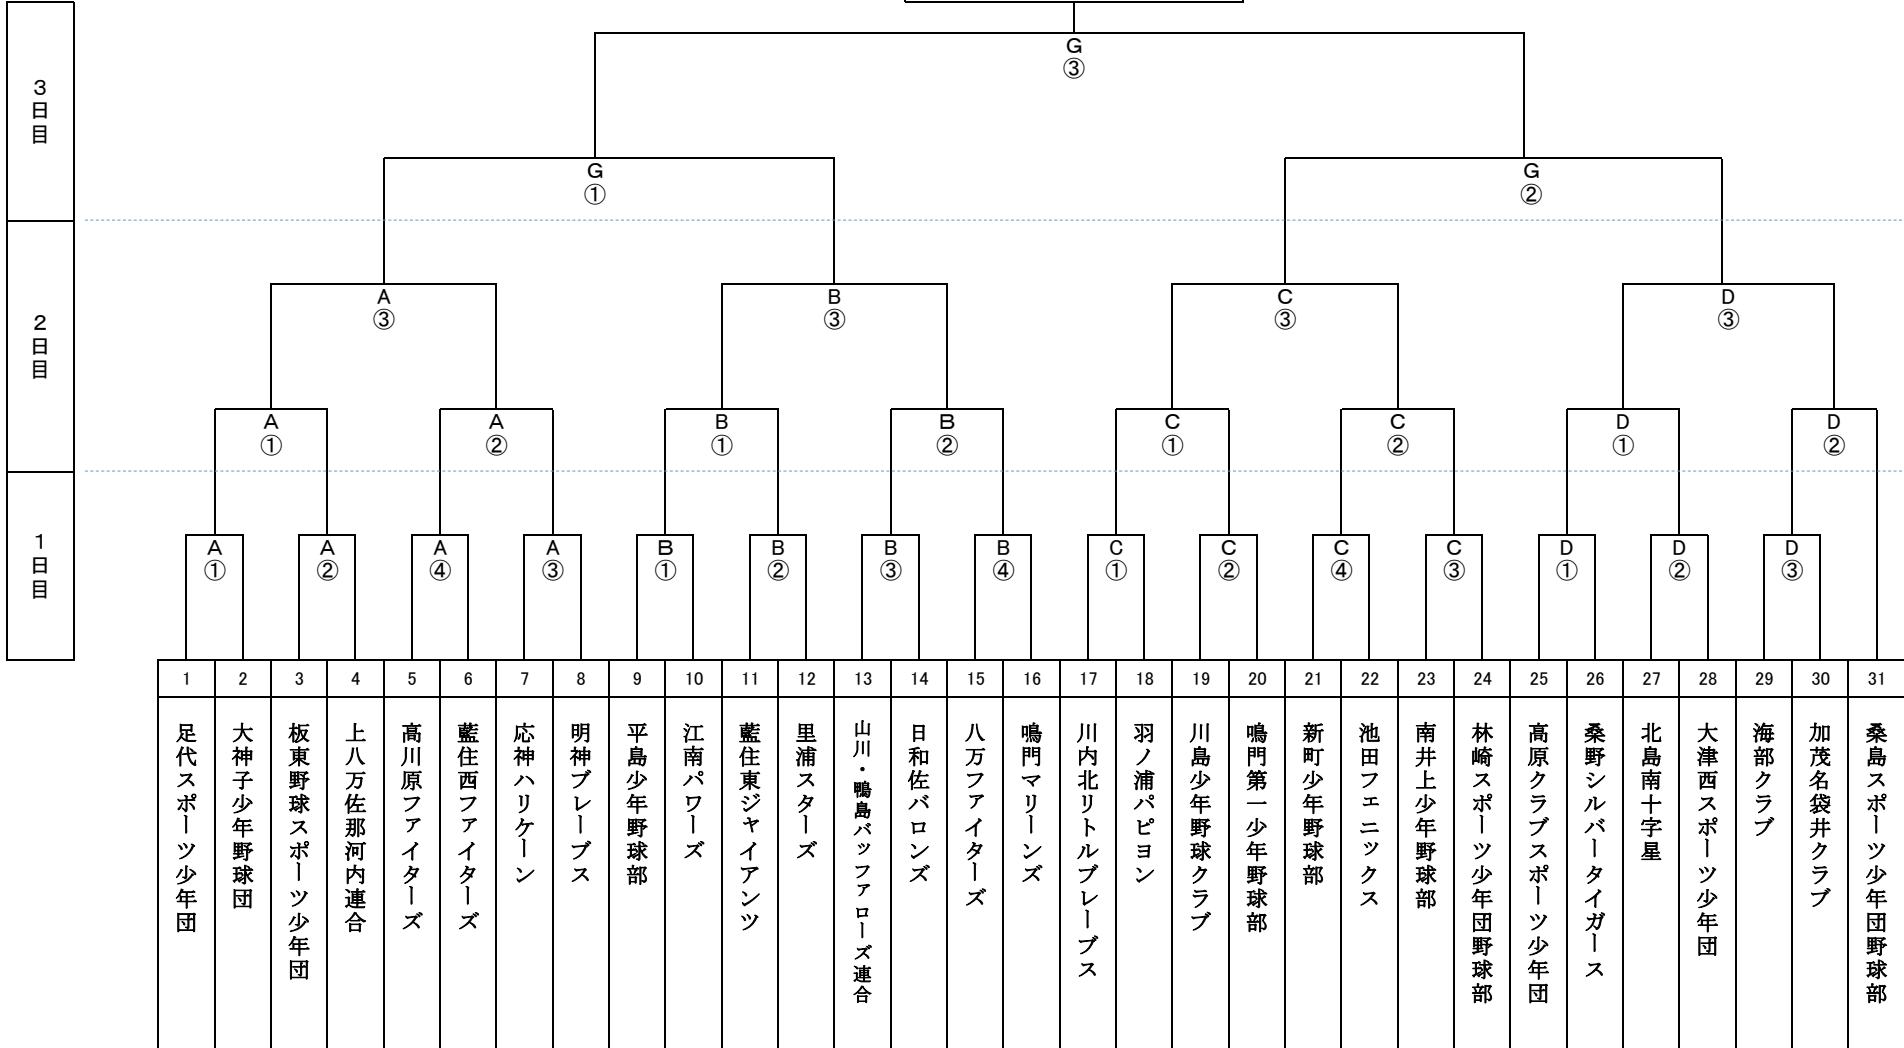 G
③
3日目
G
①
G
②
A
③
B
③
C
③
D
③
2日目
A
①
A
②
B
①
B
②
C
①
C
②
D
①
D
②
1日目
A
①
A
②
A
④
A
③
B
①
B
②
B
③
B
④
C
①
C
②
C
④
C
③
D
①
D
②
D
③
1
2
3
4
5
6
7
8
9
10
11
12
13
14
15
16
17
18
19
20
21
22
23
24
25
26
27
28
29
30
31
足代スポーツ少年団
大神子少年野球団
板東野球スポーツ少年団
上八万佐那河内連合
高川原ファイターズ
藍住西ファイターズ
応神ハリケーン
明神ブレーブス
平島少年野球部
江南パワーズ
藍住東ジャイアンツ
里浦スターズ
山川・鴨島バッファローズ連合
日和佐バロンズ
八万ファイターズ
鳴門マリーンズ
川内北リトルブレーブス
羽ノ浦パピヨン
川島少年野球クラブ
鳴門第一少年野球部
新町少年野球部
池田フェニックス
南井上少年野球部
林崎スポーツ少年団野球部
高原クラブスポーツ少年団
桑野シルバータイガース
北島南十字星
大津西スポーツ少年団
海部クラブ
加茂名袋井クラブ
桑島スポーツ少年団野球部